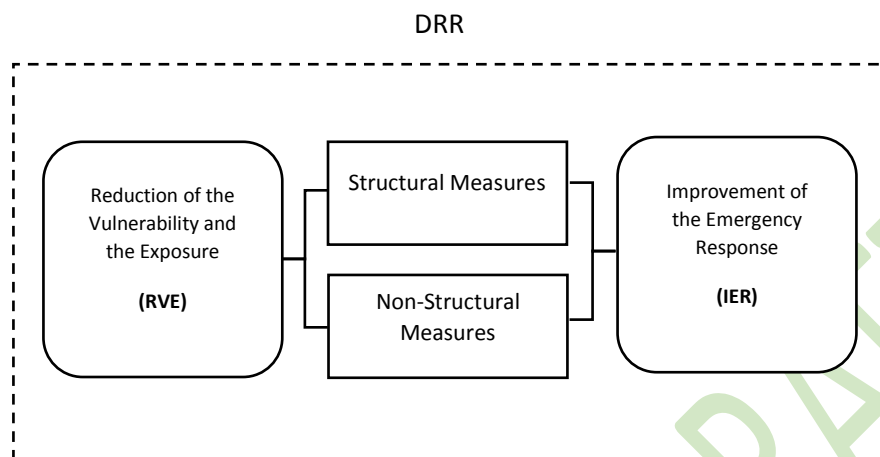 DRR
Reduction of the
Vulnerability and
the Exposure
(RVE)
Structural Measures
Non-Structural
Measures
Improvement of
the Emergency
Response
(IER)